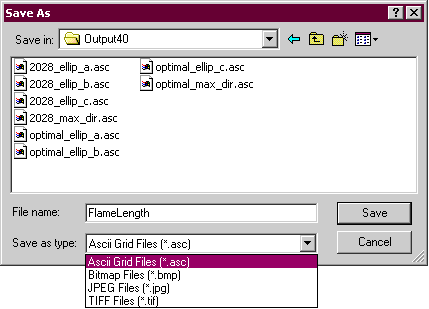 Save As
Save in: Output40
2028_ellip_a.asc
2028_ellip_b.asc
2028_ellip_c.asc
2028_max_dir.asc
optimal_ellip_a.asc
optimal_ellip_b.asc
optimal_ellip_c.asc
optimal_max_dir.asc
File name: FlameLength Save
Save as type: Ascii Grid Files (*.asc) Cancel
Ascii Grid Files (*.asc)
Bitmap Files (*.bmp)
JPEG Files (*.jpg)
TIFF Files (*.tif)